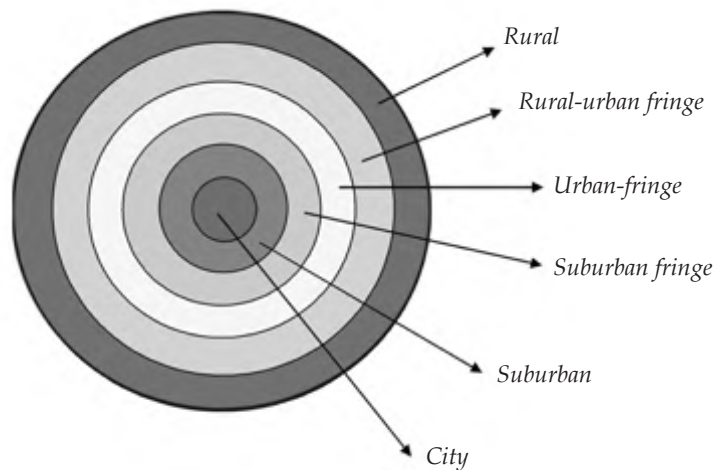 Rural
Rural-urban fringe
Urban-fringe
Suburban fringe
Suburban
City